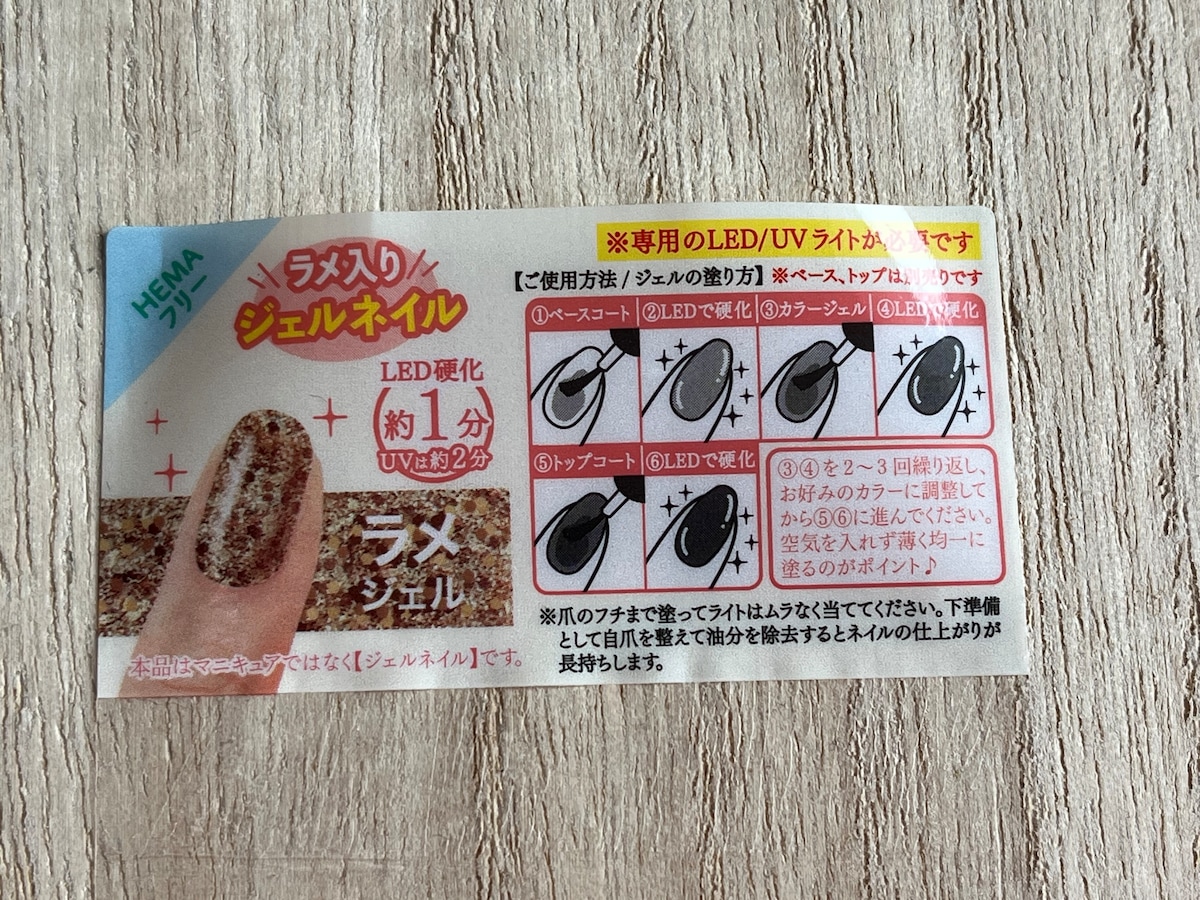 HEMA
フリー
ラメ入り
ジェルネイル
LED硬化
約1分
UVは約2分
ラメ
ジェル
本品はマニキュアではなく【ジェルネイル】です。
※専用のLED/UVライトが必要です
【ご使用方法/ジェルの塗り方】※ベース、トップは別売りです
①ベースコート ②LEDで硬化 ③カラージェル ④LEDで硬化
⑤トップコート ⑥LEDで硬化
③④を2～3回繰り返し、
お好みのカラーに調整して
から⑤⑥に進んでください。
空気を入れず薄く均一に
塗るのがポイント♪
※爪のフチまで塗ってライトはムラなく当ててください。下準備
として自爪を整えて油分を除去するとネイルの仕上がりが
長持ちします。